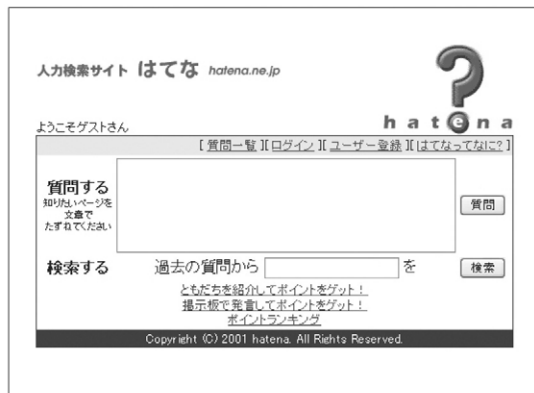 人力検索サイト はてな hatena.ne.jp
ようこそゲストさん
hatena
[ 質問一覧 ][ ログイン ][ ユーザー登録 ][ はてなってなに? ]
質問する
知りたいページを
文章で
たずねてください
質問
検索する 過去の質問から を 検索
ともだちを紹介してポイントをゲット!
掲示板で発言してポイントをゲット!
ポイントランキング
Copyright (C) 2001 hatena. All Rights Reserved.